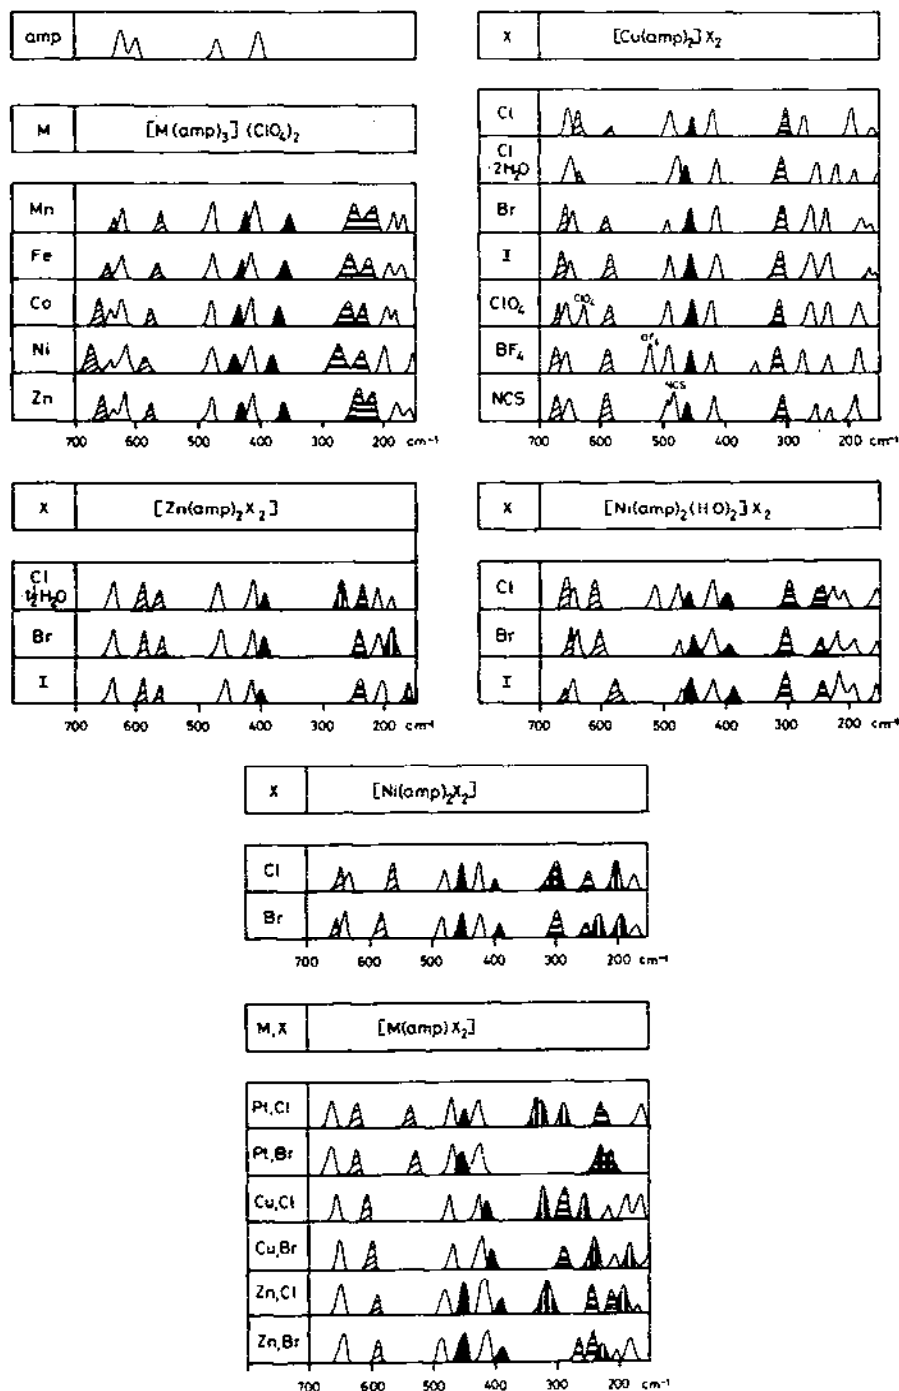 amp
M [M(amp)₃](ClO₄)₂
Mn
Fe
Co
Ni
Zn
700 600 500 400 300 200 cm⁻¹
X [Cu(amp)₂]X₂
Cl
Cl
·2H₂O
Br
I
ClO₄ ClO₄
BF₄ BF₄
NCS NCS
700 600 500 400 300 200 cm⁻¹
X [Zn(amp)₂X₂]
Cl
·1½H₂O
Br
I
700 600 500 400 300 200 cm⁻¹
X [Ni(amp)₂(HO)₂]X₂
Cl
Br
I
700 600 500 400 300 200 cm⁻¹
X [Ni(amp)₂X₂]
Cl
Br
700 600 500 400 300 200 cm⁻¹
M,X [M(amp)X₂]
Pt,Cl
Pt,Br
Cu,Cl
Cu,Br
Zn,Cl
Zn,Br
700 600 500 400 300 200 cm⁻¹